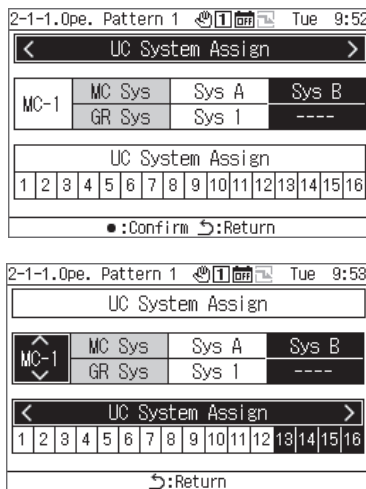 2-1-1.Ope. Pattern 1 1 OFF Tue 9:52
< UC System Assign >
MC-1 MC Sys Sys A Sys B
GR Sys Sys 1 ----
UC System Assign
1 2 3 4 5 6 7 8 9 10 11 12 13 14 15 16
●:Confirm ⮌:Return
2-1-1.Ope. Pattern 1 1 OFF Tue 9:53
UC System Assign
MC-1 MC Sys Sys A Sys B
GR Sys Sys 1 ----
< UC System Assign >
1 2 3 4 5 6 7 8 9 10 11 12 13 14 15 16
⮌:Return